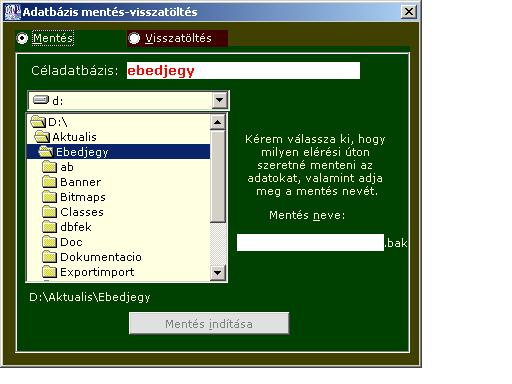 Adatbázis mentés-visszatöltés
Mentés
Visszatöltés
Céladatbázis: ebedjegy
d:
D:\
Aktualis
Ebedjegy
ab
Banner
Bitmaps
Classes
dbfek
Doc
Dokumentacio
Exportimport
Kérem válassza ki, hogy
milyen elérési úton
szeretné menteni az
adatokat, valamint adja
meg a mentés nevét.
Mentés neve:
.bak
D:\Aktualis\Ebedjegy
Mentés indítása